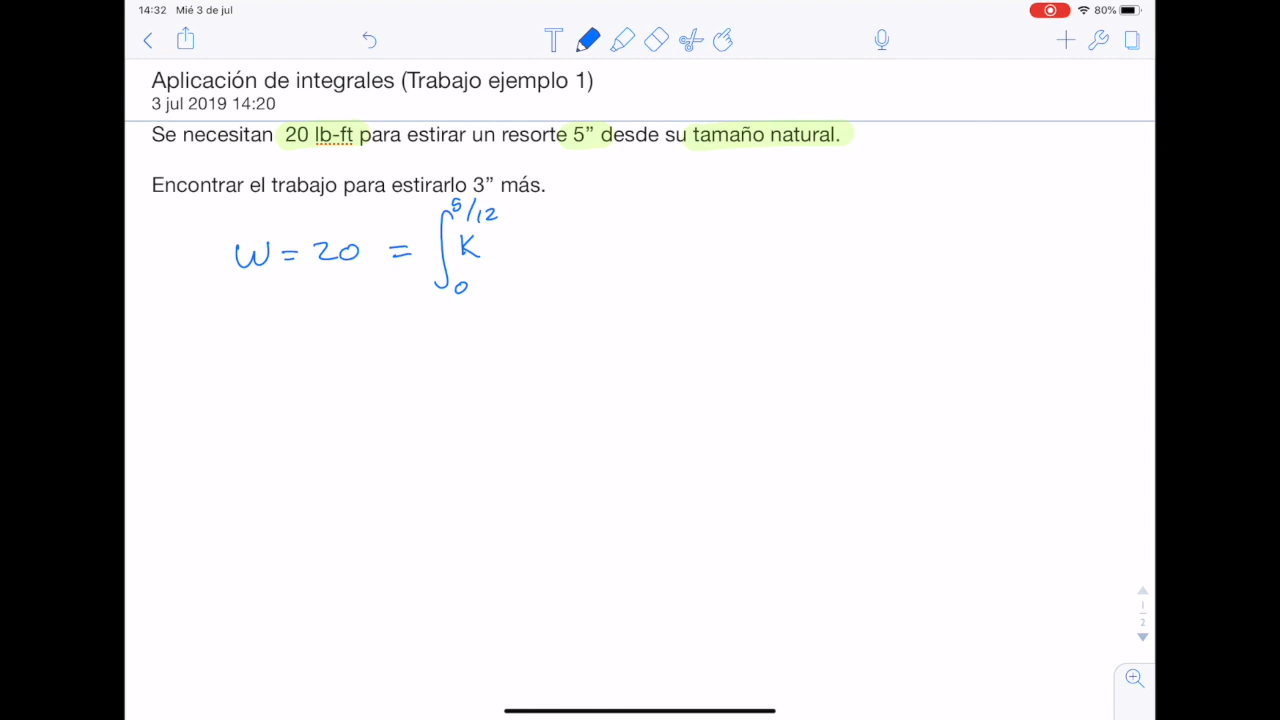 14:32 Mié 3 de jul 80%
T
Aplicación de integrales (Trabajo ejemplo 1)
3 jul 2019 14:20
Se necesitan 20 lb-ft para estirar un resorte 5” desde su tamaño natural.
Encontrar el trabajo para estirarlo 3” más.
W = 20 = ∫₀^{5/12} K
1
2